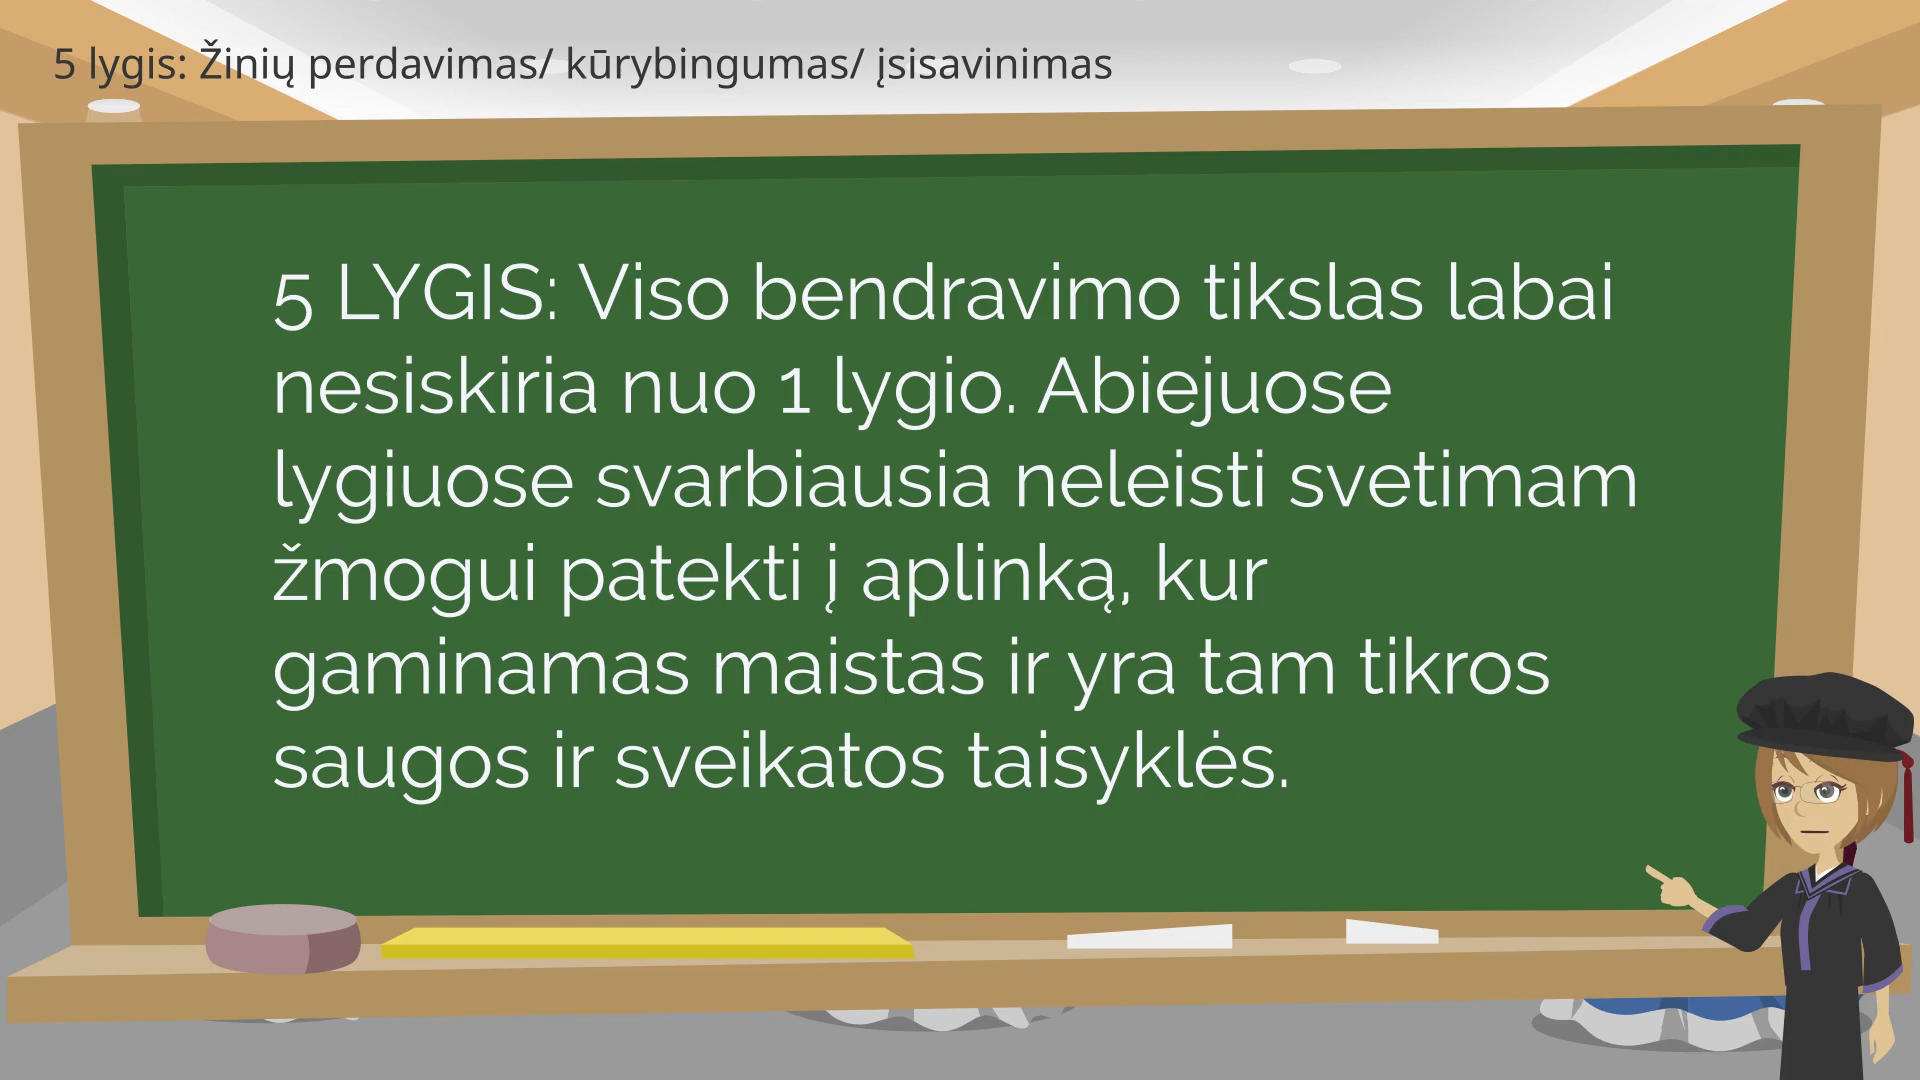 5 lygis: Žinių perdavimas/ kūrybingumas/ įsisavinimas
5 LYGIS: Viso bendravimo tikslas labai
nesiskiria nuo 1 lygio. Abiejuose
lygiuose svarbiausia neleisti svetimam
žmogui patekti į aplinką, kur
gaminamas maistas ir yra tam tikros
saugos ir sveikatos taisyklės.